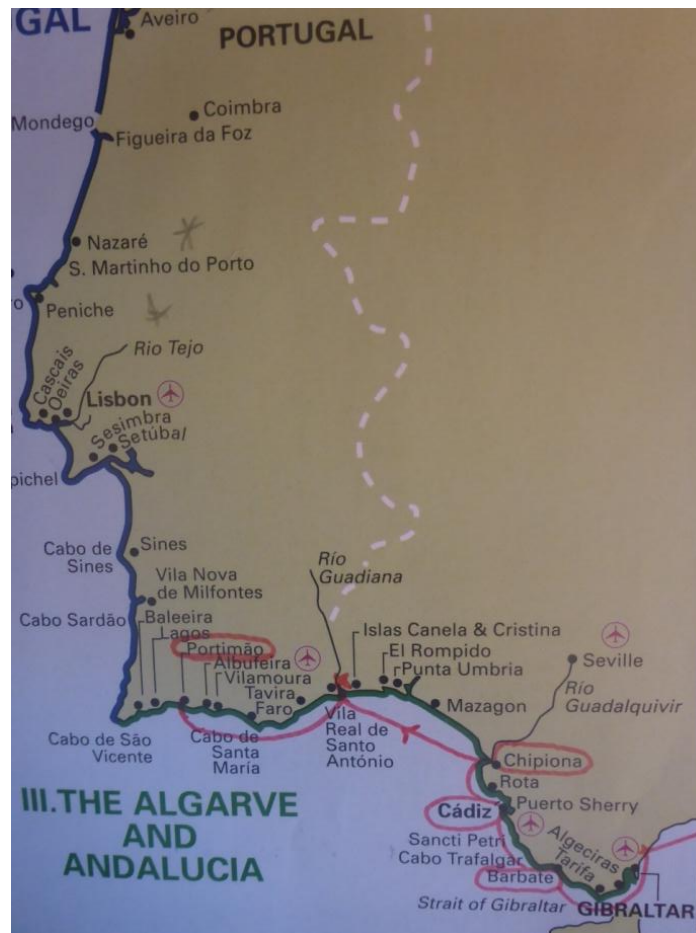 GAL
Aveiro
PORTUGAL
Coimbra
Mondego
Figueira da Foz
Nazaré
S. Martinho do Porto
ro
Peniche
Rio Tejo
Cascais
Oeiras
Lisbon
Sesimbra
Setúbal
pichel
Cabo de
Sines
Sines
Vila Nova
de Milfontes
Río
Guadiana
Cabo Sardão
Baleeira
Lagos
Portimão
Albufeira
Vilamoura
Tavira
Faro
Islas Canela & Cristina
El Rompido
Punta Umbria
Seville
Mazagon
Río
Guadalquivir
Cabo de São
Vicente
Cabo de
Santa
María
Vila
Real de
Santo
António
Chipiona
Rota
Cádiz
Puerto Sherry
III.THE ALGARVE
AND
ANDALUCIA
Sancti Petri
Cabo Trafalgar
Barbate
Algeciras
Tarifa
Strait of Gibraltar
GIBRALTAR